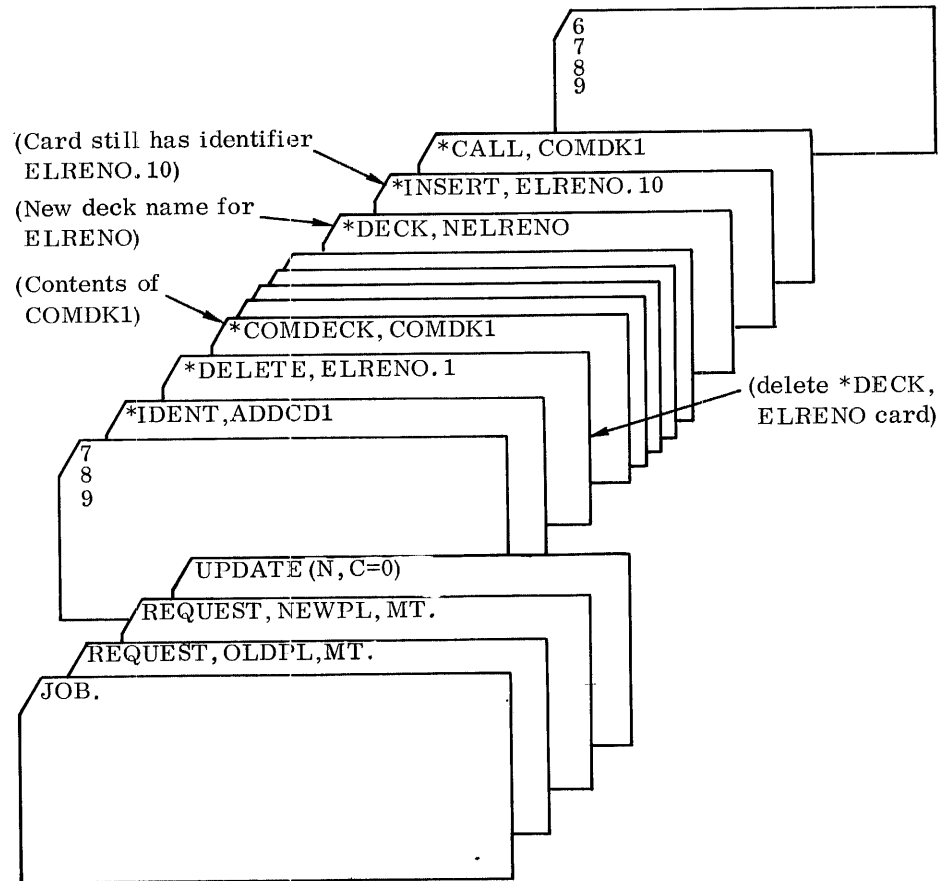 6
7
8
9
*CALL, COMDK1
(Card still has identifier
ELRENO. 10)
*INSERT, ELRENO. 10
(New deck name for
ELRENO)
*DECK, NELRENO
(Contents of
COMDK1)
*COMDECK, COMDK1
*DELETE, ELRENO. 1
(delete *DECK,
ELRENO card)
*IDENT, ADDCD1
7
8
9
UPDATE (N, C=0)
REQUEST, NEWPL, MT.
REQUEST, OLDPL, MT.
JOB.